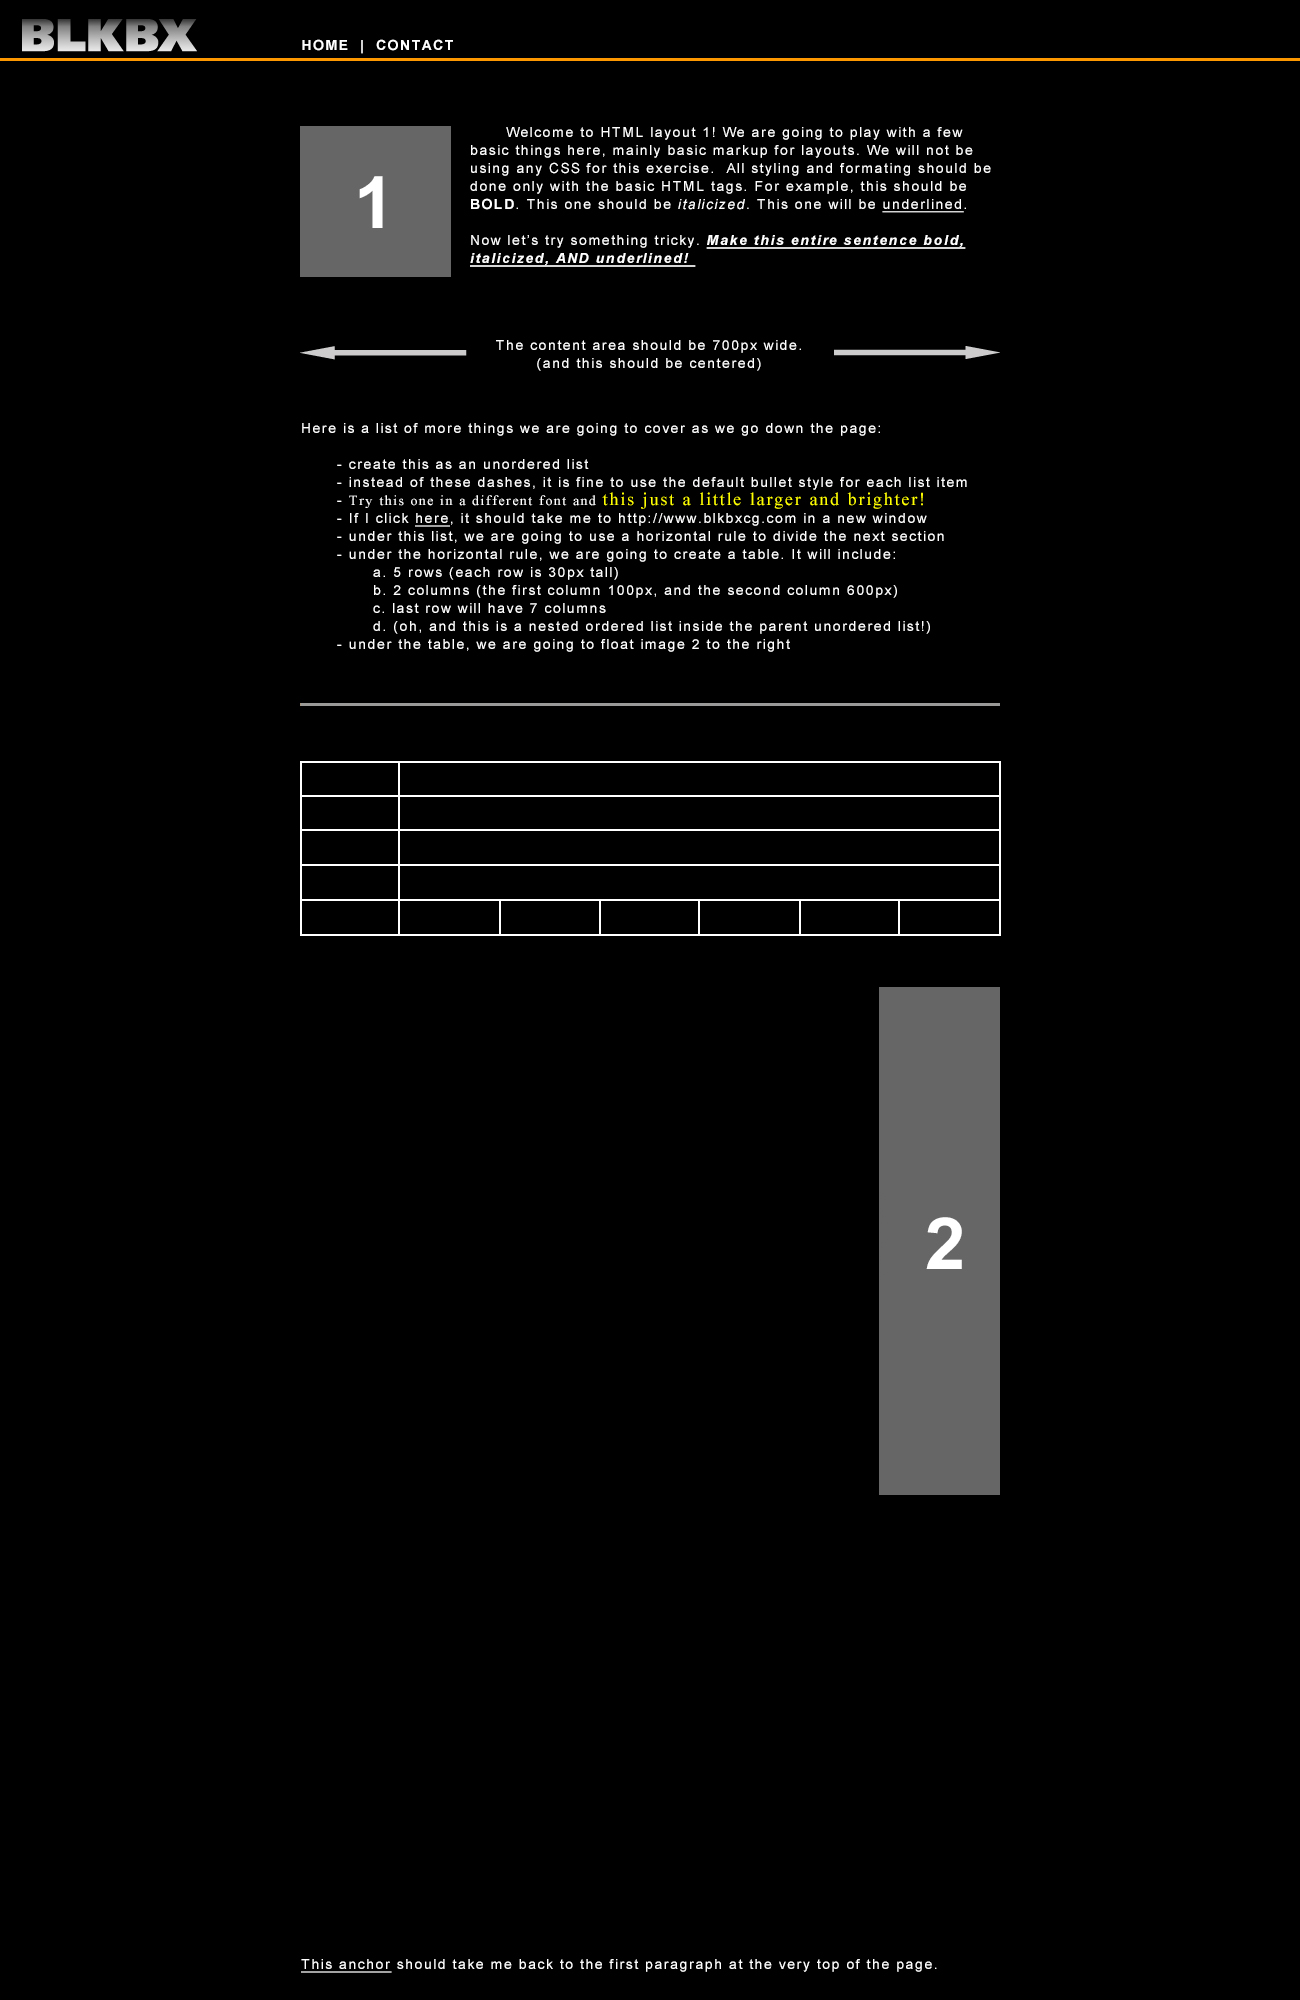 BLKBX
HOME | CONTACT
1
Welcome to HTML layout 1! We are going to play with a few
basic things here, mainly basic markup for layouts. We will not be
using any CSS for this exercise. All styling and formating should be
done only with the basic HTML tags. For example, this should be
BOLD. This one should be italicized. This one will be underlined.
Now let's try something tricky. Make this entire sentence bold,
italicized, AND underlined!
The content area should be 700px wide.
(and this should be centered)
Here is a list of more things we are going to cover as we go down the page:
- create this as an unordered list
- instead of these dashes, it is fine to use the default bullet style for each list item
- Try this one in a different font and this just a little larger and brighter!
- If I click here, it should take me to http://www.blkbxcg.com in a new window
- under this list, we are going to use a horizontal rule to divide the next section
- under the horizontal rule, we are going to create a table. It will include:
a. 5 rows (each row is 30px tall)
b. 2 columns (the first column 100px, and the second column 600px)
c. last row will have 7 columns
d. (oh, and this is a nested ordered list inside the parent unordered list!)
- under the table, we are going to float image 2 to the right
2
This anchor should take me back to the first paragraph at the very top of the page.